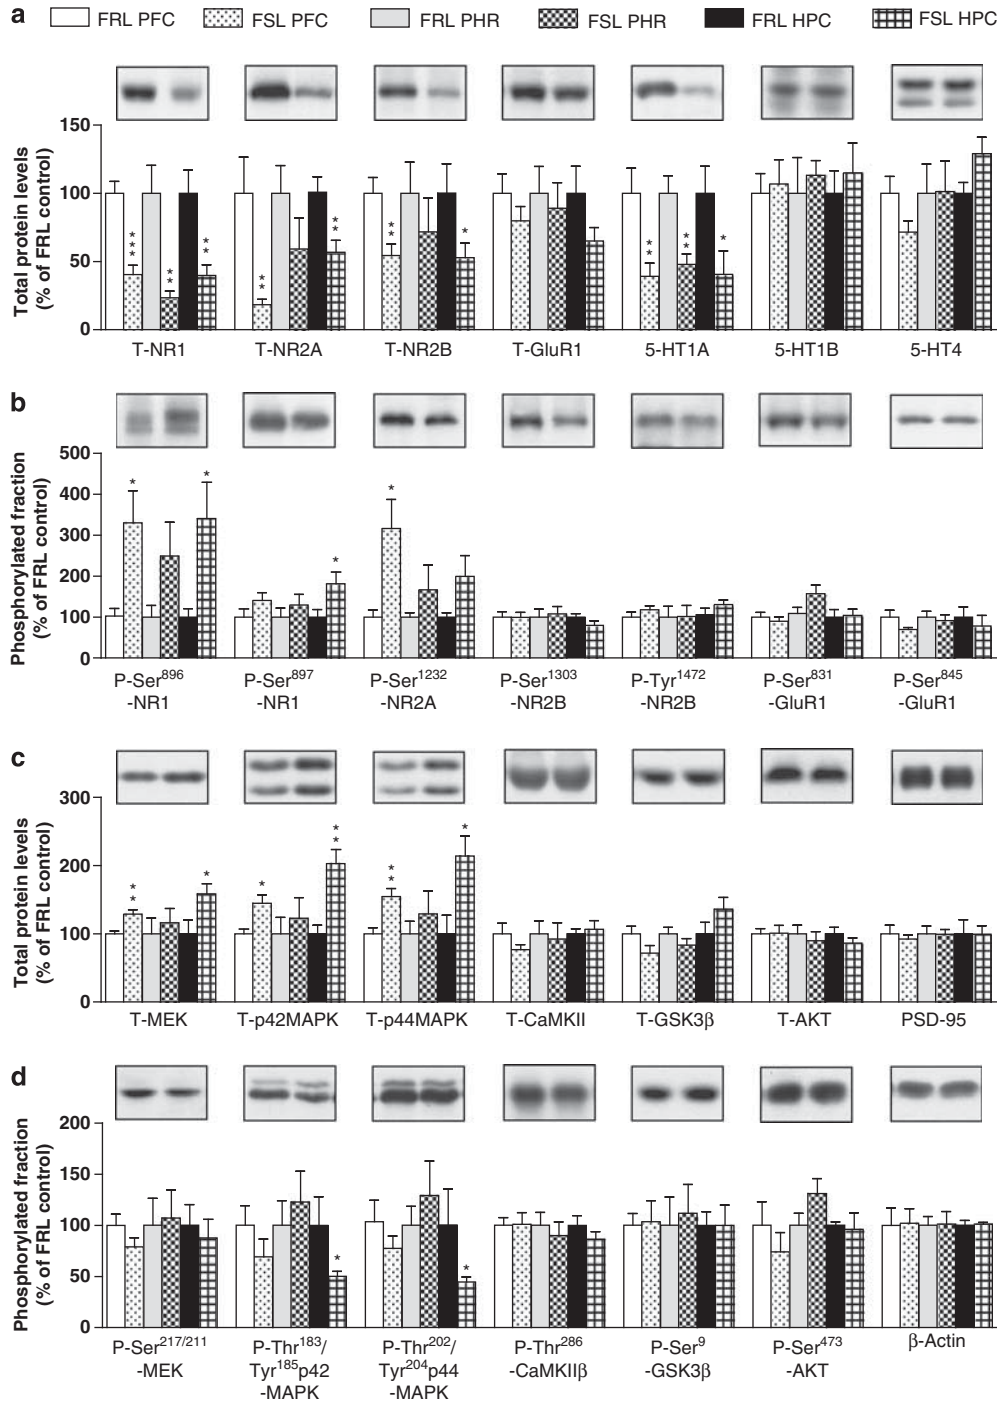 a
FRL PFC FSL PFC FRL PHR FSL PHR FRL HPC FSL HPC
Total protein levels
(% of FRL control)
150
100
50
0
*** ** ** ** ** ** * ** ** *
T-NR1 T-NR2A T-NR2B T-GluR1 5-HT1A 5-HT1B 5-HT4
b
Phosphorylated fraction
(% of FRL control)
500
400
300
200
100
0
* * * *
P-Ser896 P-Ser897 P-Ser1232 P-Ser1303 P-Tyr1472 P-Ser831 P-Ser845
-NR1 -NR1 -NR2A -NR2B -NR2B -GluR1 -GluR1
c
Total protein levels
(% of FRL control)
300
200
100
0
** * * ** ** *
T-MEK T-p42MAPK T-p44MAPK T-CaMKII T-GSK3β T-AKT PSD-95
d
Phosphorylated fraction
(% of FRL control)
200
150
100
50
0
* *
P-Ser217/211 P-Thr183/ P-Thr202/ P-Thr286 P-Ser9 P-Ser473 β-Actin
-MEK Tyr185p42 Tyr204p44 -CaMKIIβ -GSK3β -AKT
-MAPK -MAPK